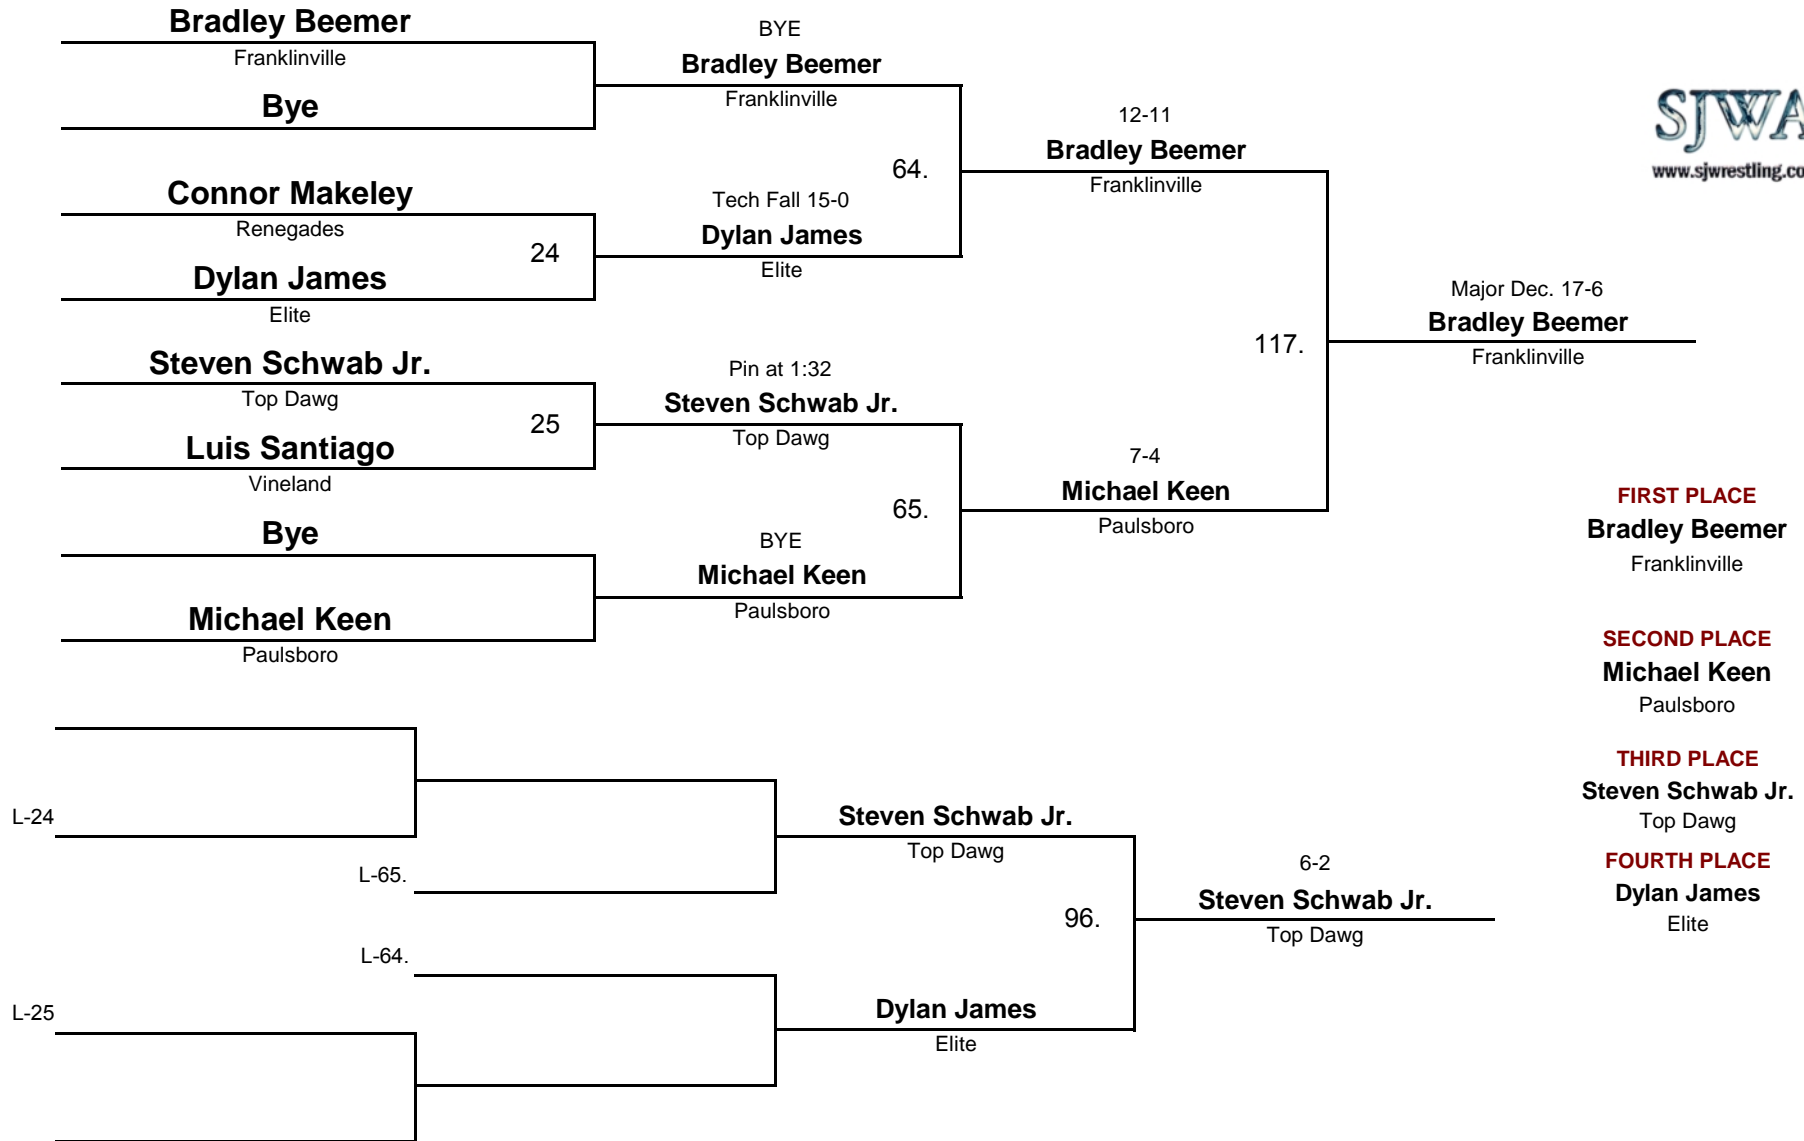 Bradley Beemer
Franklinville
Bye
Connor Makeley
Renegades
24
Dylan James
Elite
Steven Schwab Jr.
Top Dawg
25
Luis Santiago
Vineland
Bye
Michael Keen
Paulsboro
BYE
Bradley Beemer
Franklinville
64.
Tech Fall 15-0
Dylan James
Elite
Pin at 1:32
Steven Schwab Jr.
Top Dawg
65.
BYE
Michael Keen
Paulsboro
12-11
Bradley Beemer
Franklinville
117.
7-4
Michael Keen
Paulsboro
Major Dec. 17-6
Bradley Beemer
Franklinville
SJWA
www.sjwrestling.co
FIRST PLACE
Bradley Beemer
Franklinville
SECOND PLACE
Michael Keen
Paulsboro
THIRD PLACE
Steven Schwab Jr.
Top Dawg
FOURTH PLACE
Dylan James
Elite
L-24
L-65.
L-64.
L-25
Steven Schwab Jr.
Top Dawg
96.
Dylan James
Elite
6-2
Steven Schwab Jr.
Top Dawg